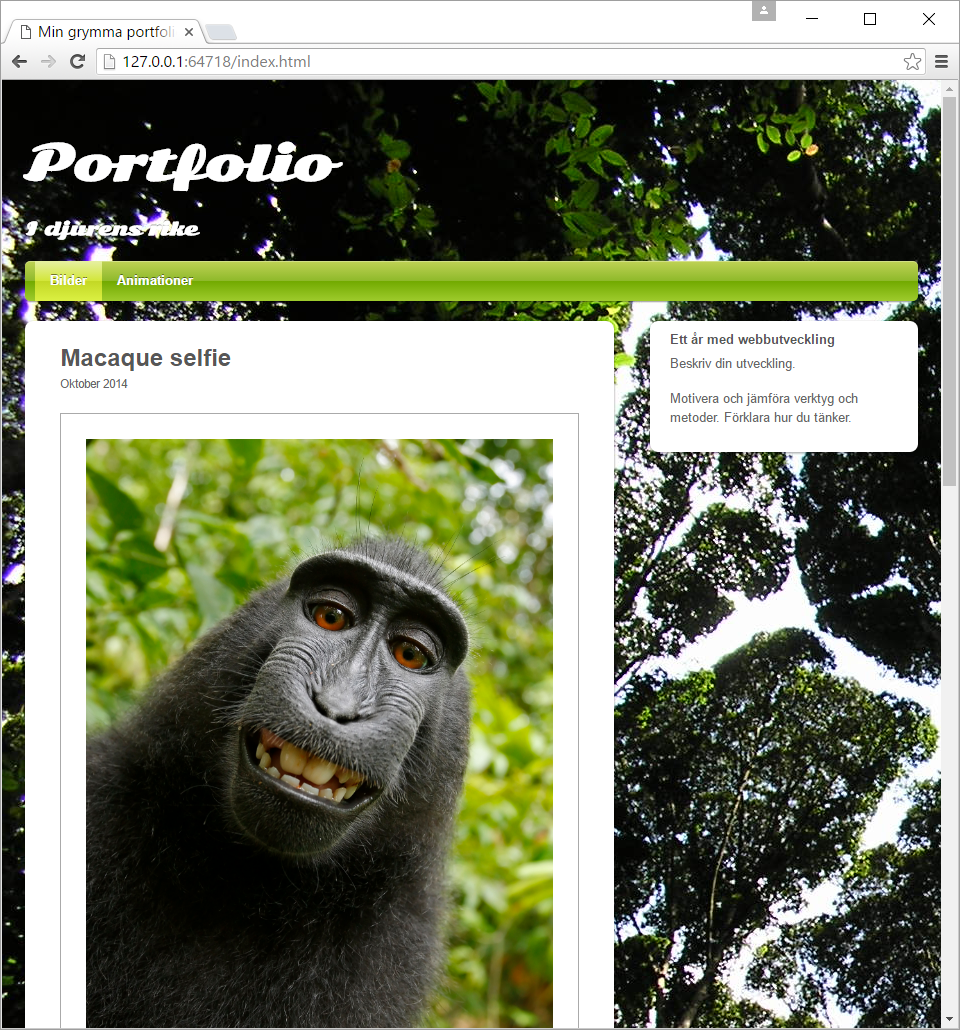 Min grymma portfoli
127.0.0.1:64718/index.html
Portfolio
I djurens rike
Bilder
Animationer
Macaque selfie
Oktober 2014
Ett år med webbutveckling
Beskriv din utveckling.
Motivera och jämföra verktyg och
metoder. Förklara hur du tänker.